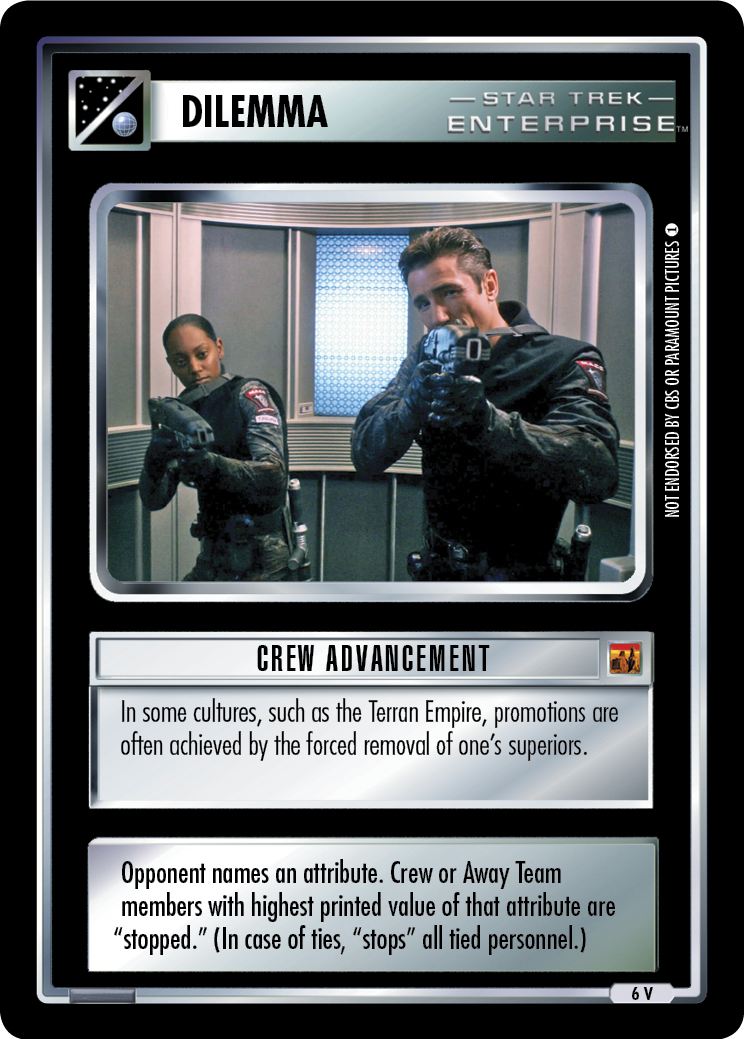 DILEMMA
— STAR TREK —
ENTERPRISE™
NOT ENDORSED BY CBS OR PARAMOUNT PICTURES 1
CREW ADVANCEMENT
In some cultures, such as the Terran Empire, promotions are
often achieved by the forced removal of one’s superiors.
Opponent names an attribute. Crew or Away Team
members with highest printed value of that attribute are
“stopped.” (In case of ties, “stops” all tied personnel.)
6 V